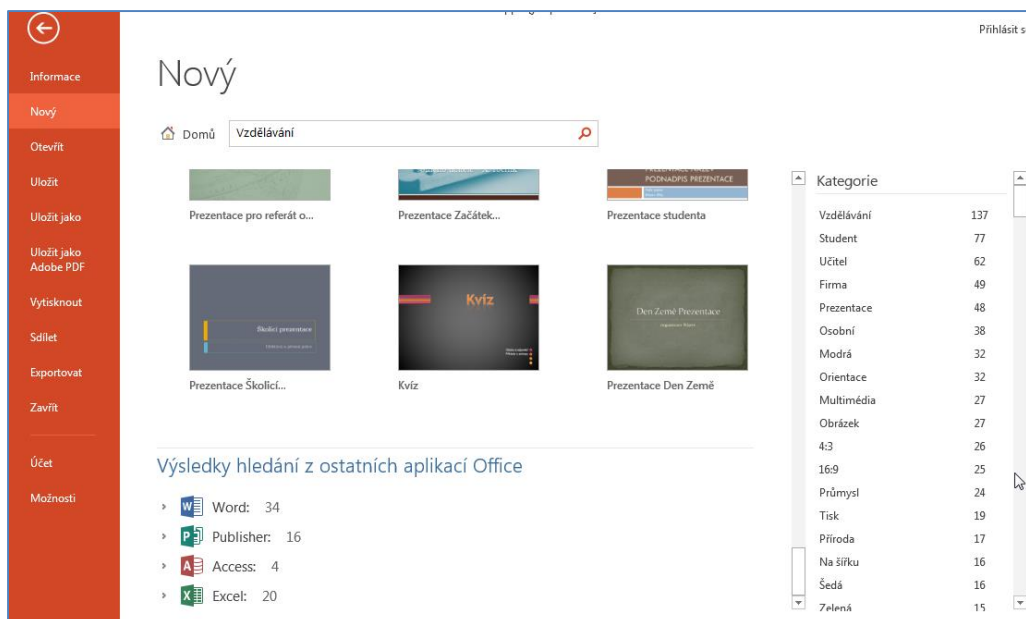 Přihlásit s
Informace
Nový
Otevřít
Uložit
Uložit jako
Uložit jako
Adobe PDF
Vytisknout
Sdílet
Exportovat
Zavřít
Účet
Možnosti
Nový
Domů
Vzdělávání
PODNADPIS PREZENTACE
Prezentace pro referát o...
Prezentace Začátek...
Prezentace studenta
Školicí prezentace
Kvíz
Den Země Prezentace
Prezentace Školicí...
Kvíz
Prezentace Den Země
Výsledky hledání z ostatních aplikací Office
Word: 34
Publisher: 16
Access: 4
Excel: 20
Kategorie
Vzdělávání 137
Student 77
Učitel 62
Firma 49
Prezentace 48
Osobní 38
Modrá 32
Orientace 32
Multimédia 27
Obrázek 27
4:3 26
16:9 25
Průmysl 24
Tisk 19
Příroda 17
Na šířku 16
Šedá 16
Zelená 15